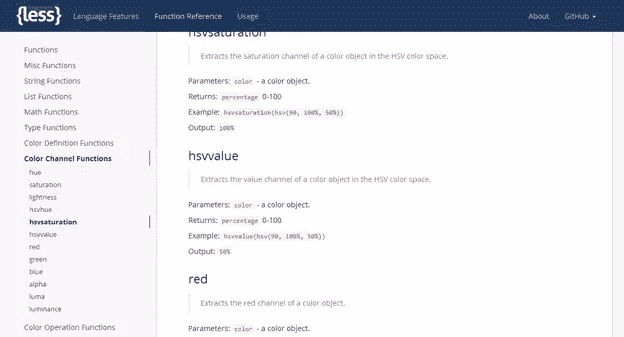 {less}
Language Features
Function Reference
Usage
About
GitHub
Functions
Misc Functions
String Functions
List Functions
Math Functions
Type Functions
Color Definition Functions
Color Channel Functions
hue
saturation
lightness
hsvhue
hsvsaturation
hsvvalue
red
green
blue
alpha
luma
luminance
Color Operation Functions
hsvsaturation
Extracts the saturation channel of a color object in the HSV color space.
Parameters: color - a color object.
Returns: percentage 0-100
Example: hsvsaturation(hsv(90, 100%, 50%))
Output: 100%
hsvvalue
Extracts the value channel of a color object in the HSV color space.
Parameters: color - a color object.
Returns: percentage 0-100
Example: hsvvalue(hsv(90, 100%, 50%))
Output: 50%
red
Extracts the red channel of a color object.
Parameters: color - a color object.